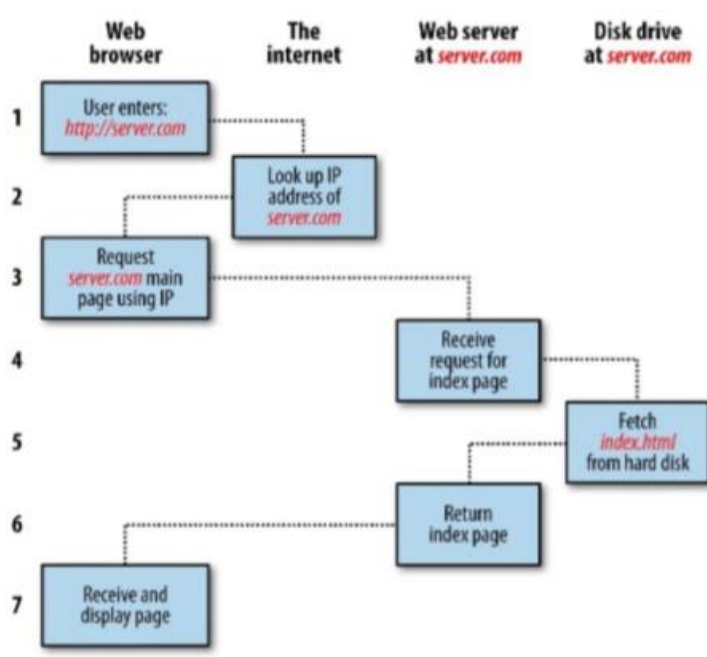 Web
browser
The
internet
Web server
at server.com
Disk drive
at server.com
1
User enters:
http://server.com
2
Look up IP
address of
server.com
3
Request
server.com main
page using IP
4
Receive
request for
index page
5
Fetch
index.html
from hard disk
6
Return
index page
7
Receive and
display page